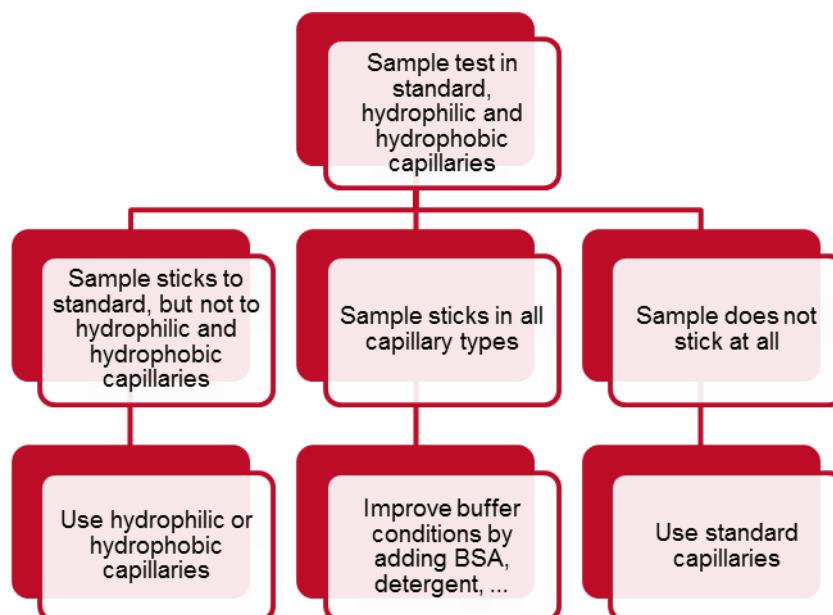 Sample test in
standard,
hydrophilic and
hydrophobic
capillaries
Sample sticks to
standard, but not to
hydrophilic and
hydrophobic
capillaries
Sample sticks in all
capillary types
Sample does not
stick at all
Use hydrophilic or
hydrophobic
capillaries
Improve buffer
conditions by
adding BSA,
detergent, ...
Use standard
capillaries